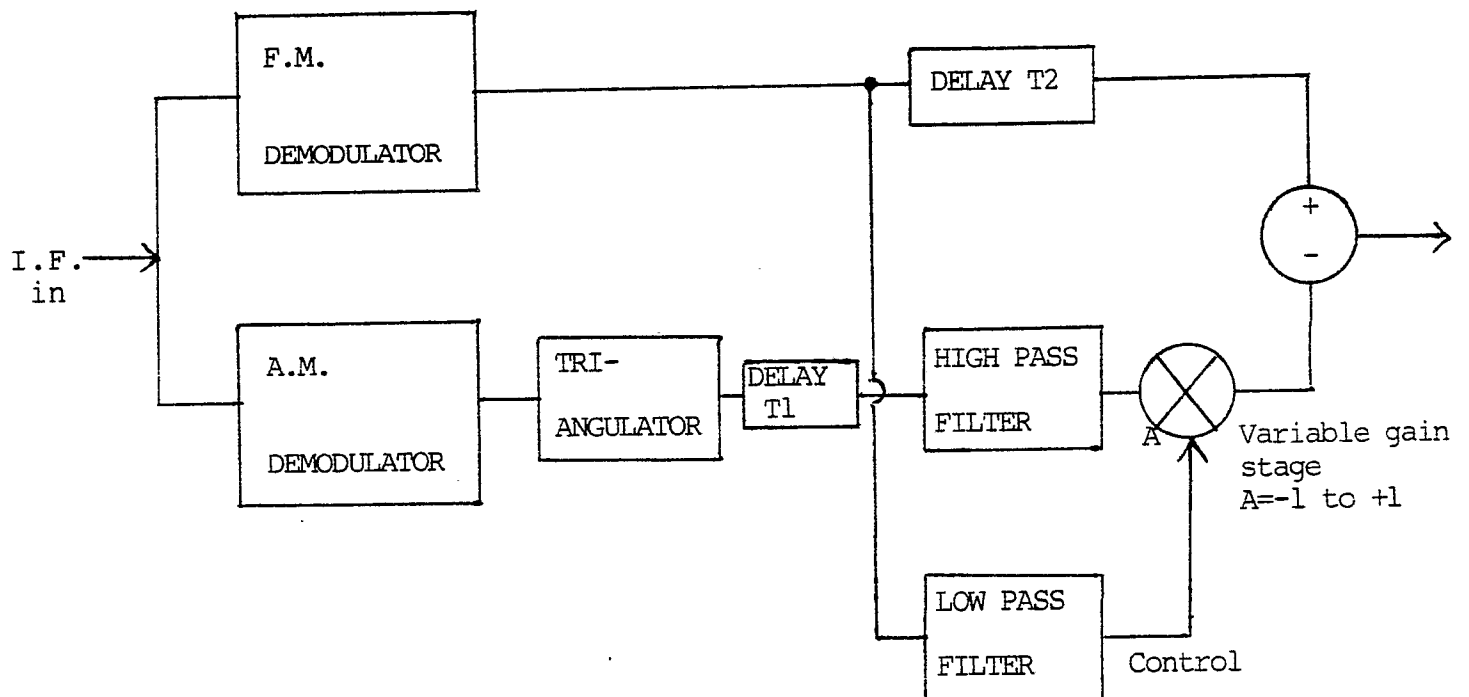 F.M.
DEMODULATOR
DELAY T2
+
-
I.F.
in
A.M.
DEMODULATOR
TRI-
ANGULATOR
DELAY
T1
HIGH PASS
FILTER
A
Variable gain
stage
A=-1 to +1
LOW PASS
FILTER
Control